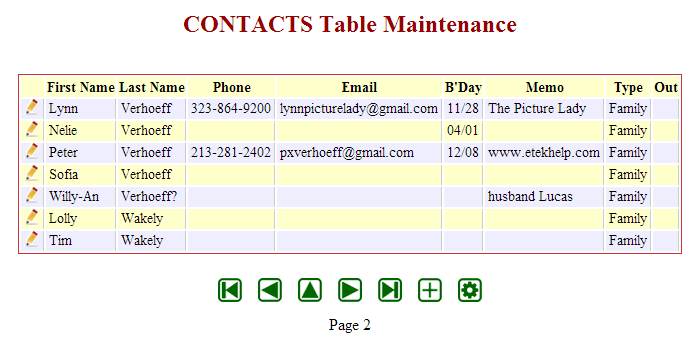 CONTACTS Table Maintenance
First Name Last Name Phone Email B'Day Memo Type Out
Lynn Verhoeff 323-864-9200 lynnpicturelady@gmail.com 11/28 The Picture Lady Family
Nelie Verhoeff 04/01 Family
Peter Verhoeff 213-281-2402 pxverhoeff@gmail.com 12/08 www.etekhelp.com Family
Sofia Verhoeff Family
Willy-An Verhoeff? husband Lucas Family
Lolly Wakely Family
Tim Wakely Family
Page 2